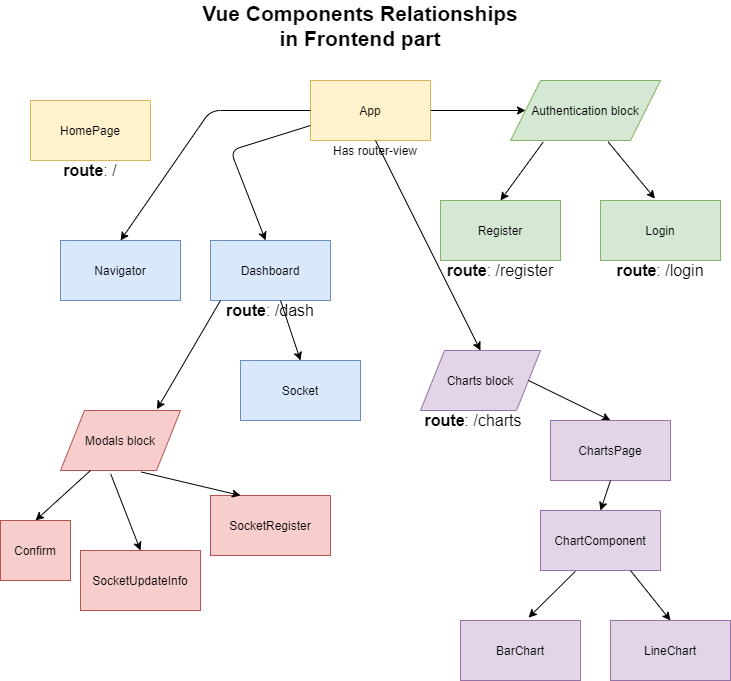 Vue Components Relationships
in Frontend part
App
Authentication block
HomePage
Has router-view
route: /
Register
Login
Navigator
Dashboard
route: /register
route: /login
route: /dash
Socket
Charts block
route: /charts
Modals block
ChartsPage
SocketRegister
Confirm
ChartComponent
SocketUpdateInfo
BarChart
LineChart